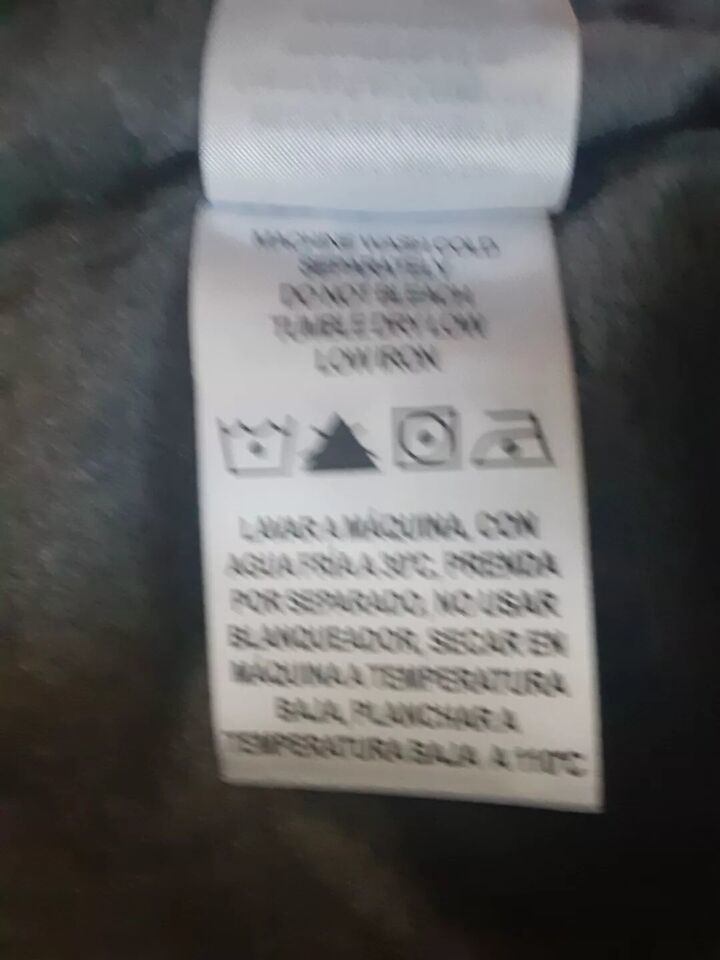 MACHINE WASH COLD
SEPARATELY
DO NOT BLEACH
TUMBLE DRY LOW
LOW IRON
LAVAR A MÁQUINA, CON
AGUA FRÍA A 30°C, PRENDA
POR SEPARADO, NO USAR
BLANQUEADOR, SECAR EN
MÁQUINA A TEMPERATURA
BAJA, PLANCHAR A
TEMPERATURA BAJA A 110°C